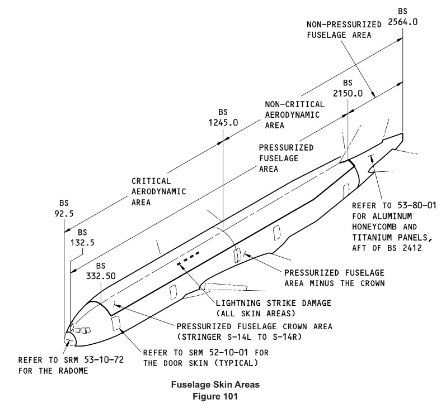 BS
2564.0
NON-PRESSURIZED
FUSELAGE AREA
BS
2150.0
BS
1245.0
NON-CRITICAL
AERODYNAMIC
AREA
PRESSURIZED
FUSELAGE
AREA
CRITICAL
AERODYNAMIC
AREA
BS
92.5
BS
132.5
BS
332.50
REFER TO 53-80-01
FOR ALUMINUM
HONEYCOMB AND
TITANIUM PANELS,
AFT OF BS 2412
PRESSURIZED FUSELAGE
AREA MINUS THE CROWN
LIGHTNING STRIKE DAMAGE
(ALL SKIN AREAS)
PRESSURIZED FUSELAGE CROWN AREA
(STRINGER S-14L TO S-14R)
REFER TO SRM 52-10-01 FOR
THE DOOR SKIN (TYPICAL)
REFER TO SRM 53-10-72
FOR THE RADOME
Fuselage Skin Areas
Figure 101